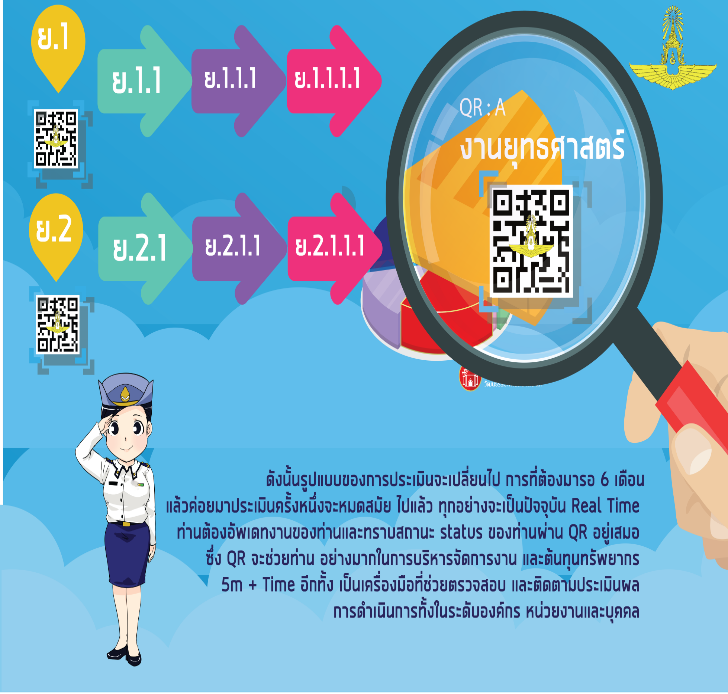 ย.1
ย.1.1
ย.1.1.1
ย.1.1.1.1
QR : A
งานยุทธศาสตร์
ย.2
ย.2.1
ย.2.1.1
ย.2.1.1.1
ดังนั้นรูปแบบของการประเมินจะเปลี่ยนไป การที่ต้องมารอ 6 เดือน
แล้วค่อยมาประเมินครั้งหนึ่งจะหมดสมัย ไปแล้ว ทุกอย่างจะเป็นปัจจุบัน Real Time
ท่านต้องอัพเดทงานของท่านและทราบสถานะ status ของท่านผ่าน QR อยู่เสมอ
ซึ่ง QR จะช่วยท่าน อย่างมากในการบริหารจัดการงาน และต้นทุนทรัพยากร
5m + Time อีกทั้ง เป็นเครื่องมือที่ช่วยตรวจสอบ และติดตามประเมินผล
การดำเนินการทั้งในระดับองค์กร หน่วยงานและบุคคล